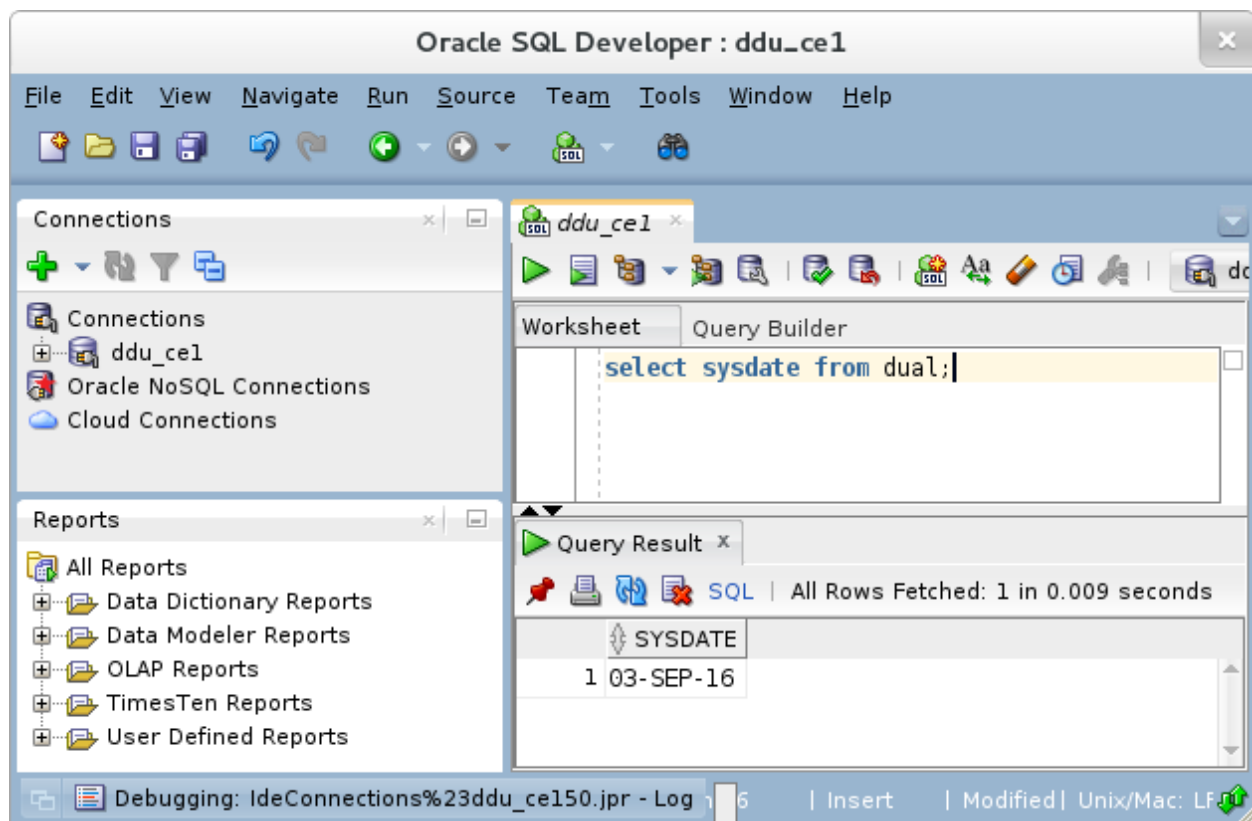 Oracle SQL Developer : ddu_ce1
File Edit View Navigate Run Source Team Tools Window Help
Connections
Connections
ddu_ce1
Oracle NoSQL Connections
Cloud Connections
Reports
All Reports
Data Dictionary Reports
Data Modeler Reports
OLAP Reports
TimesTen Reports
User Defined Reports
ddu_ce1
Worksheet Query Builder
select sysdate from dual;
Query Result
SQL | All Rows Fetched: 1 in 0.009 seconds
SYSDATE
1 03-SEP-16
Debugging: IdeConnections%23ddu_ce150.jpr - Log
| Insert | Modified | Unix/Mac: LF